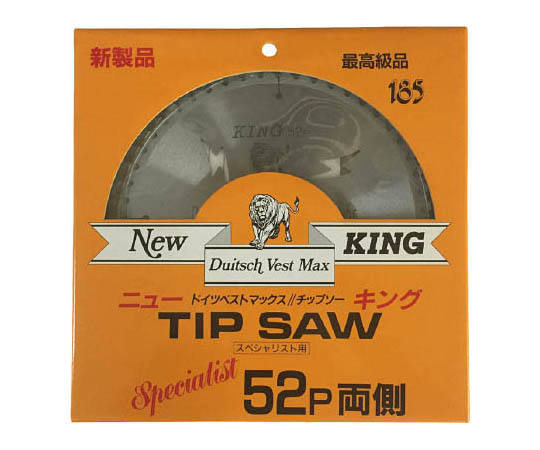 新製品
最高級品
185
KING 52P
New
KING
Duitsch Vest Max
ニュー ドイツベストマックス//チップソー キング
TIP SAW
スペシャリスト用
Specialist
52P両側